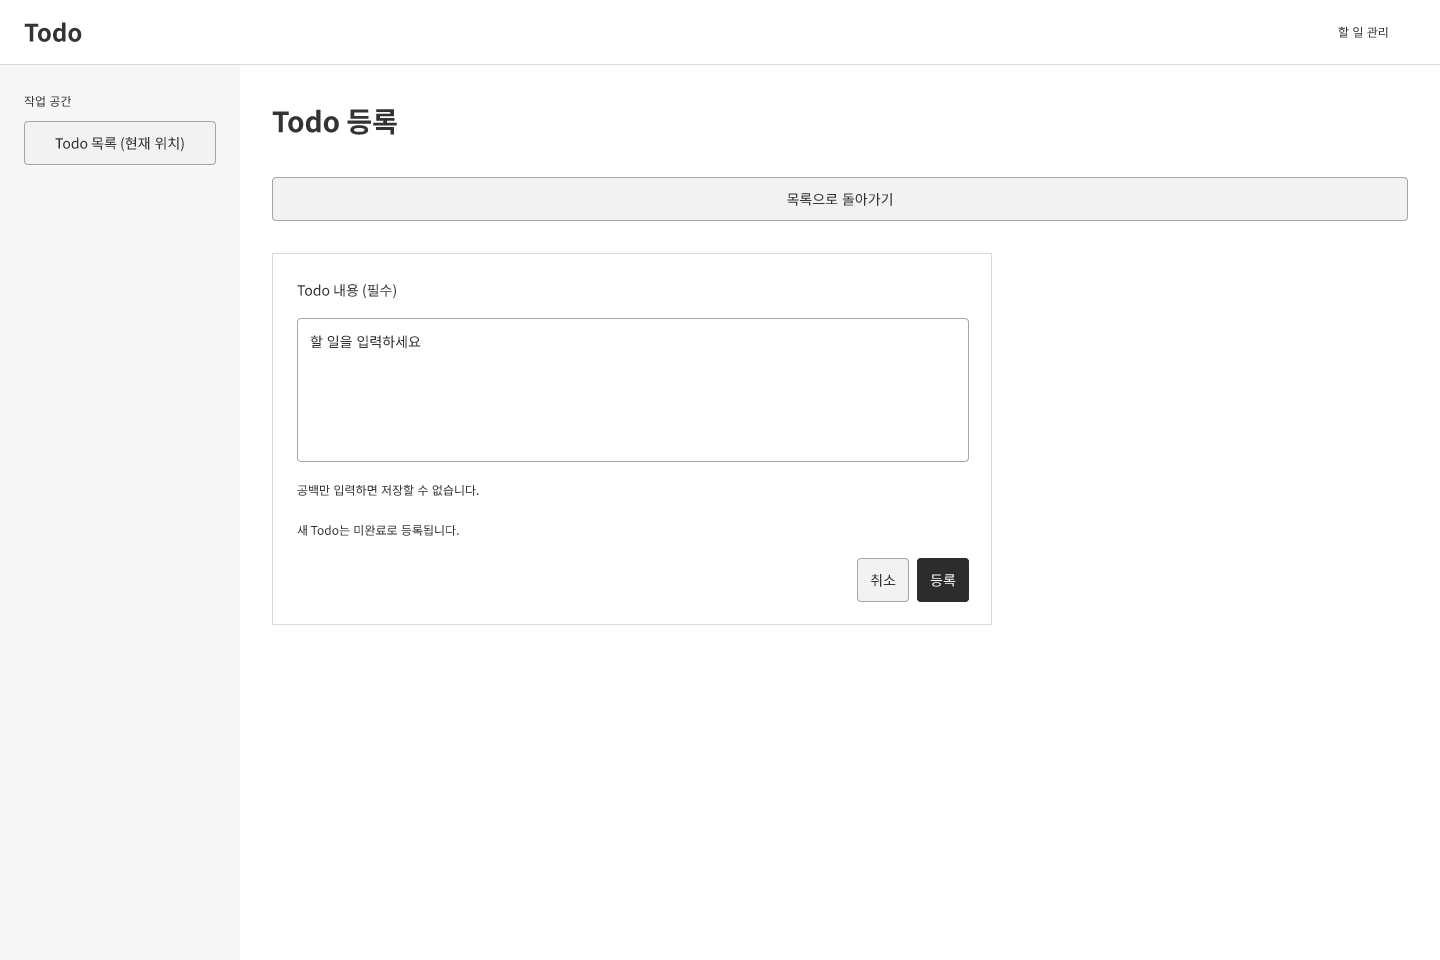 Todo
할 일 관리
작업 공간
Todo 목록 (현재 위치)
Todo 등록
목록으로 돌아가기
Todo 내용 (필수)
할 일을 입력하세요
공백만 입력하면 저장할 수 없습니다.
새 Todo는 미완료로 등록됩니다.
취소
등록